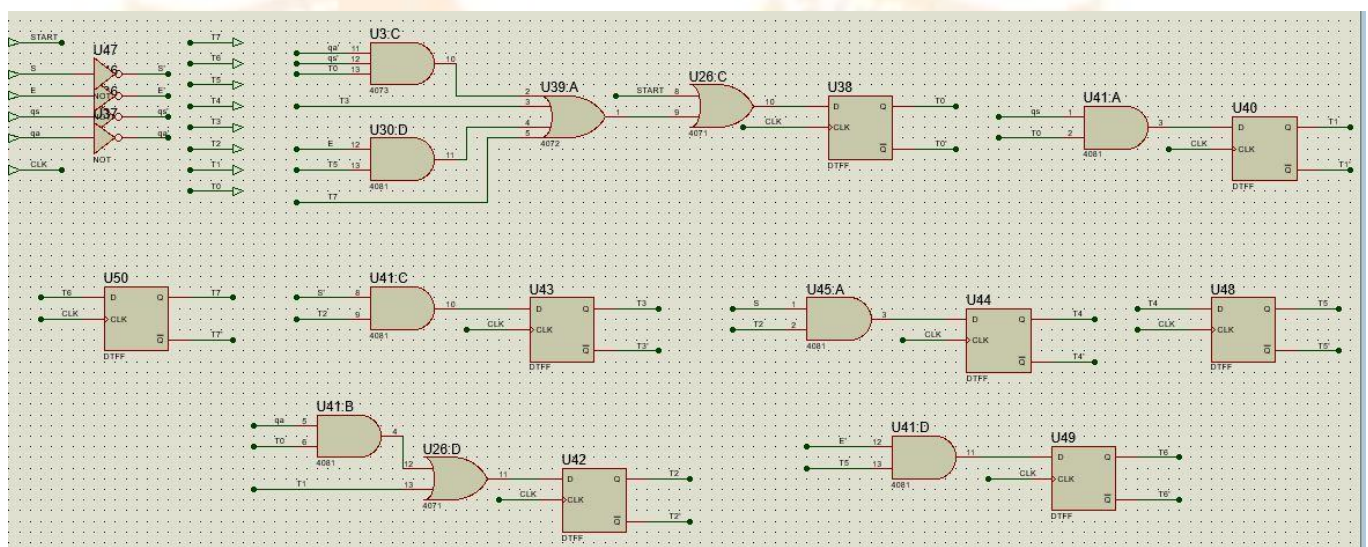 START
S
E
qs
qa
CLK
U47
NOT
S'
E'
qs'
qa'
T7
T6
T5
T4
T3
T2
T1
T0
U3:C
qa' 11
qs' 12
T0 13
10
4073
T3
U30:D
E 12
T5 13
11
4081
T7
U39:A
2
3
4
5
1
4072
U26:C
START 8
9
10
4071
CLK
U38
D Q
CLK
Q
DTFF
T0
T0'
U41:A
qs 1
T0 2
3
4081
CLK
U40
D Q
CLK
Q
DTFF
T1
T1'
U50
T6 D Q T7
CLK CLK
Q T7'
DTFF
U41:C
S' 8
T2 9
10
4081
CLK
U43
D Q
CLK
Q
DTFF
T3
T3'
U45:A
S 1
T2 2
3
4081
CLK
U44
D Q
CLK
Q
DTFF
T4
T4'
U48
T4 D Q T5
CLK CLK
Q T5'
DTFF
U41:B
qa 5
T0 6
4
4081
T1
U26:D
12
13
11
4071
CLK
U42
D Q
CLK
Q
DTFF
T2
T2'
U41:D
E' 12
T5 13
11
4081
CLK
U49
D Q
CLK
Q
DTFF
T6
T6'